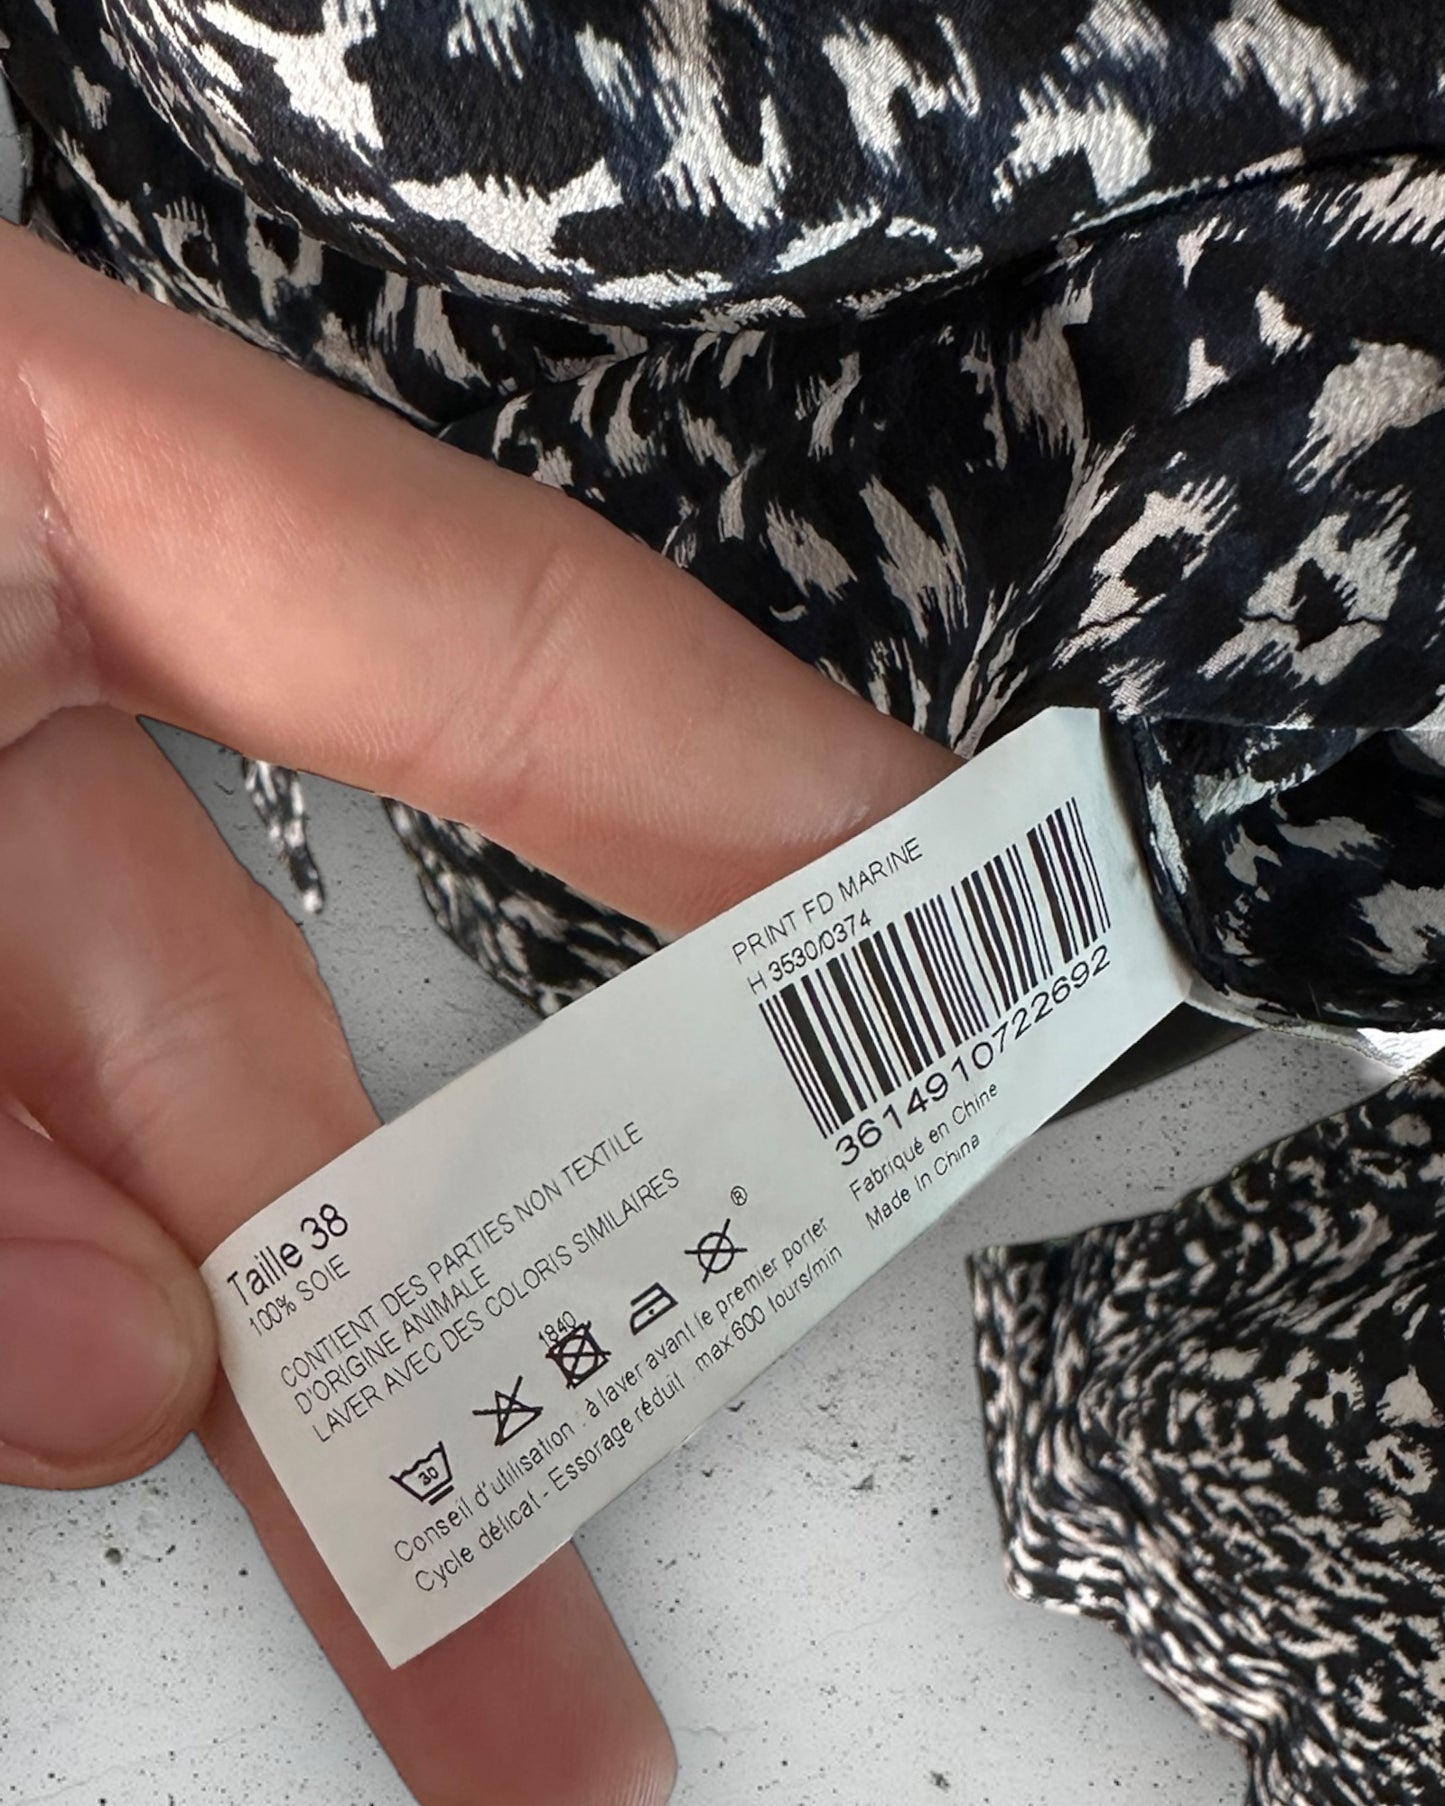 PRINT FD MARINE
H 3530/0374
3614910722692
Fabriqué en Chine
Made In China
Taille 38
100% SOIE
CONTIENT DES PARTIES NON TEXTILE
D'ORIGINE ANIMALE
LAVER AVEC DES COLORIS SIMILAIRES
1840
®
30
Conseil d'utilisation : à laver avant le premier porter
Cycle délicat - Essorage réduit max 600 tours/min